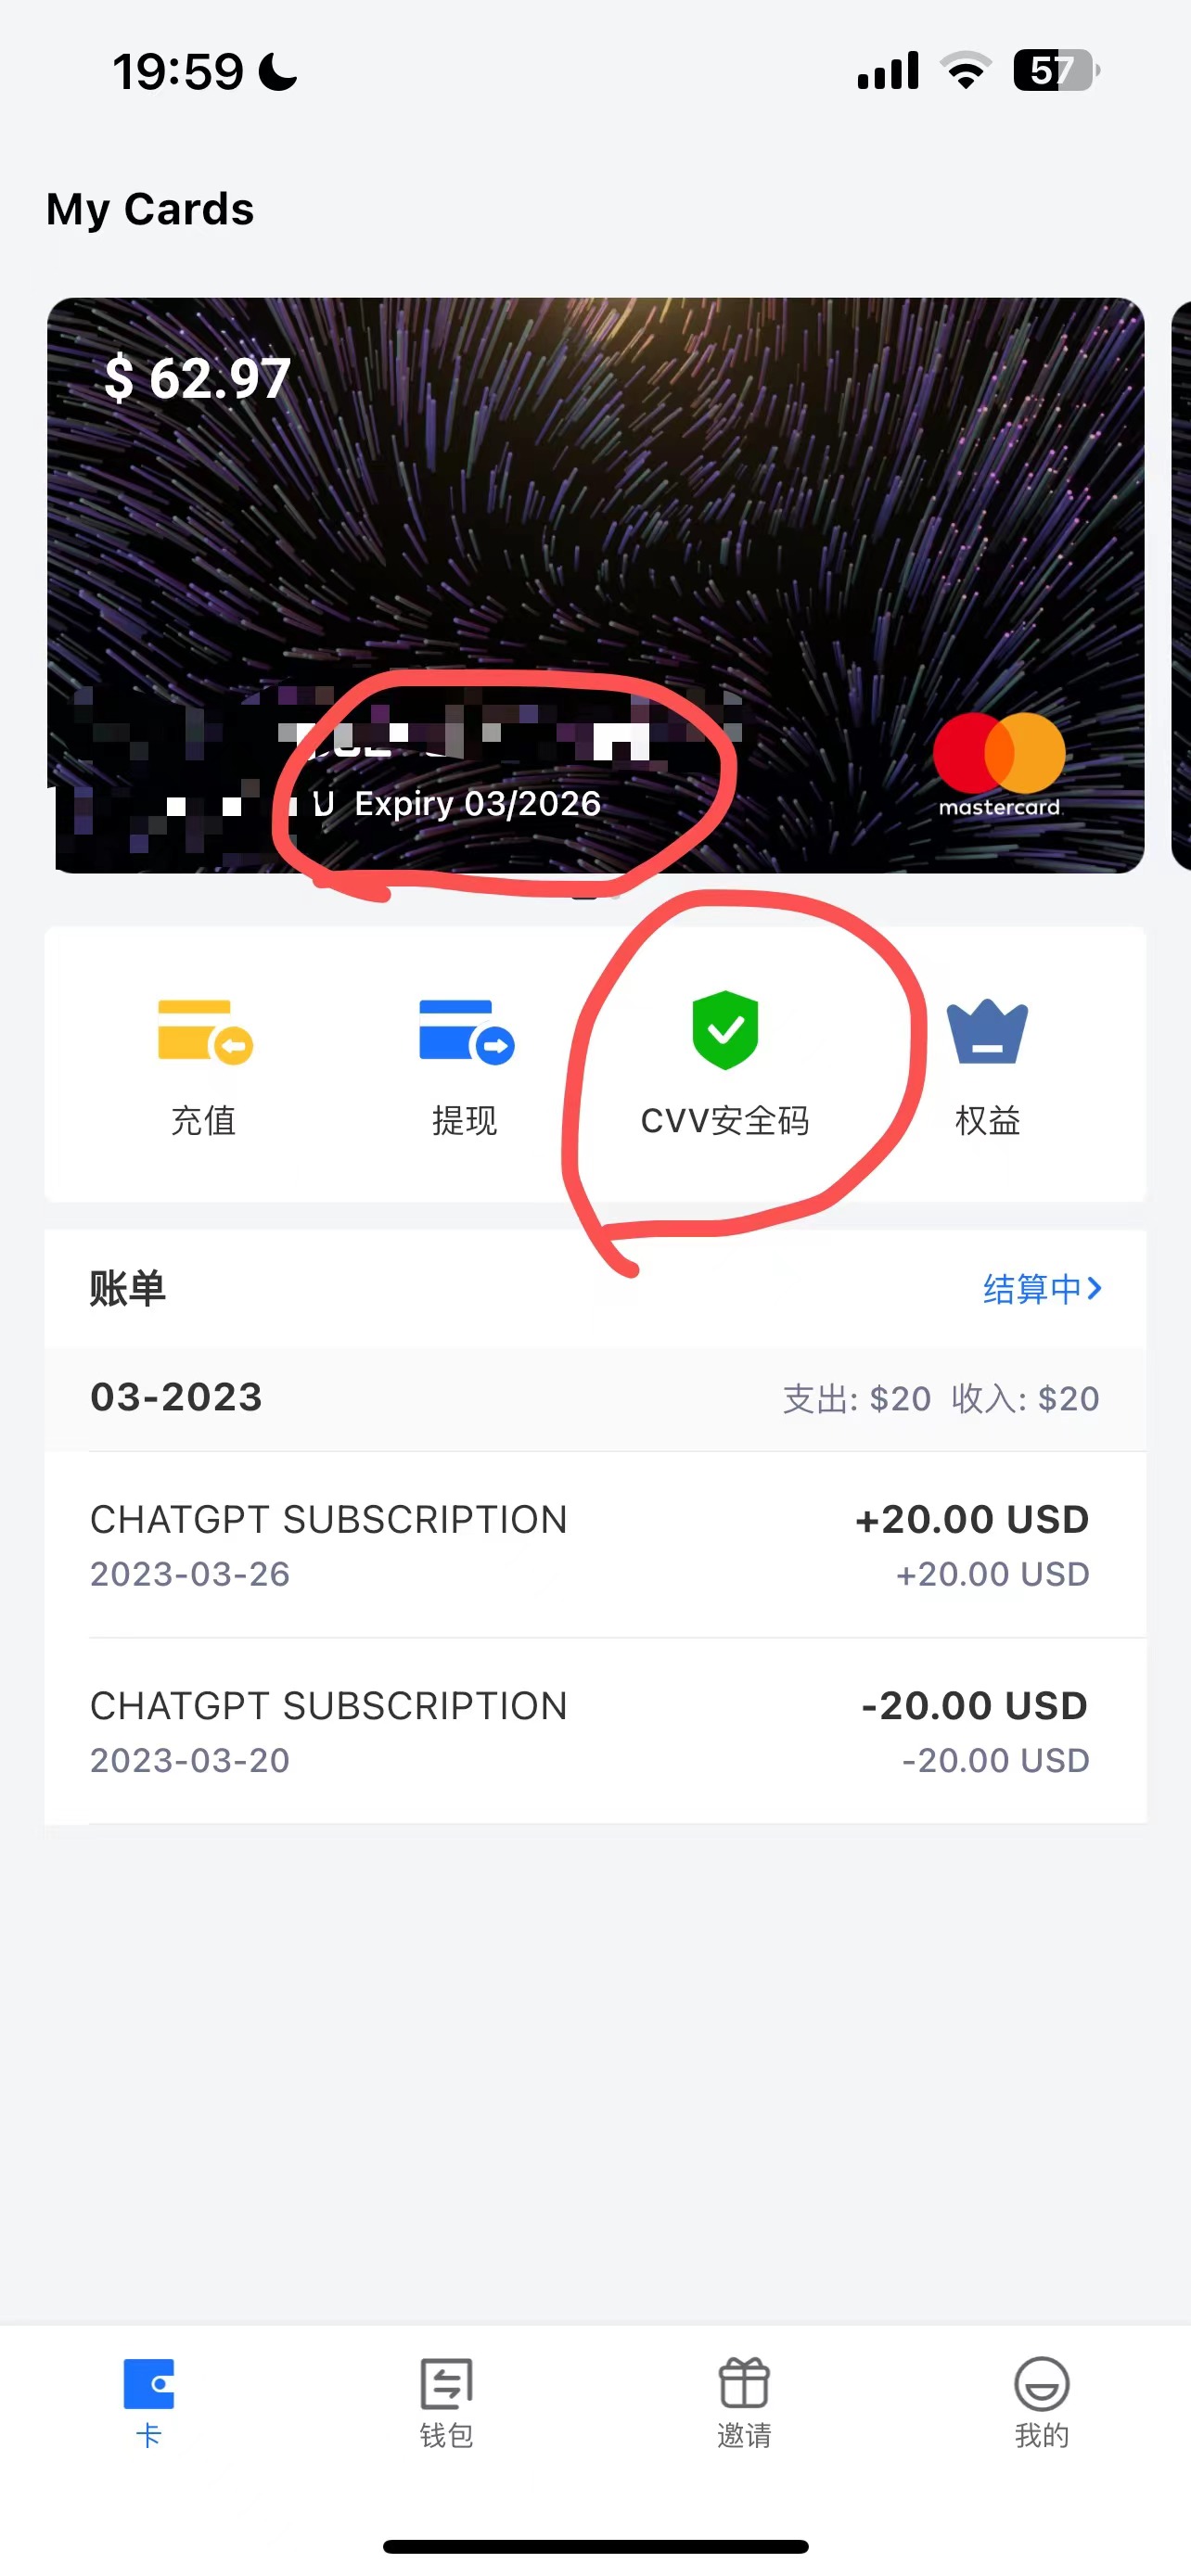 19:59
57
My Cards
$ 62.97
Expiry 03/2026
mastercard
充值
提现
CVV安全码
权益
账单
结算中
03-2023
支出: $20 收入: $20
CHATGPT SUBSCRIPTION
+20.00 USD
2023-03-26
+20.00 USD
CHATGPT SUBSCRIPTION
-20.00 USD
2023-03-20
-20.00 USD
卡
钱包
邀请
我的